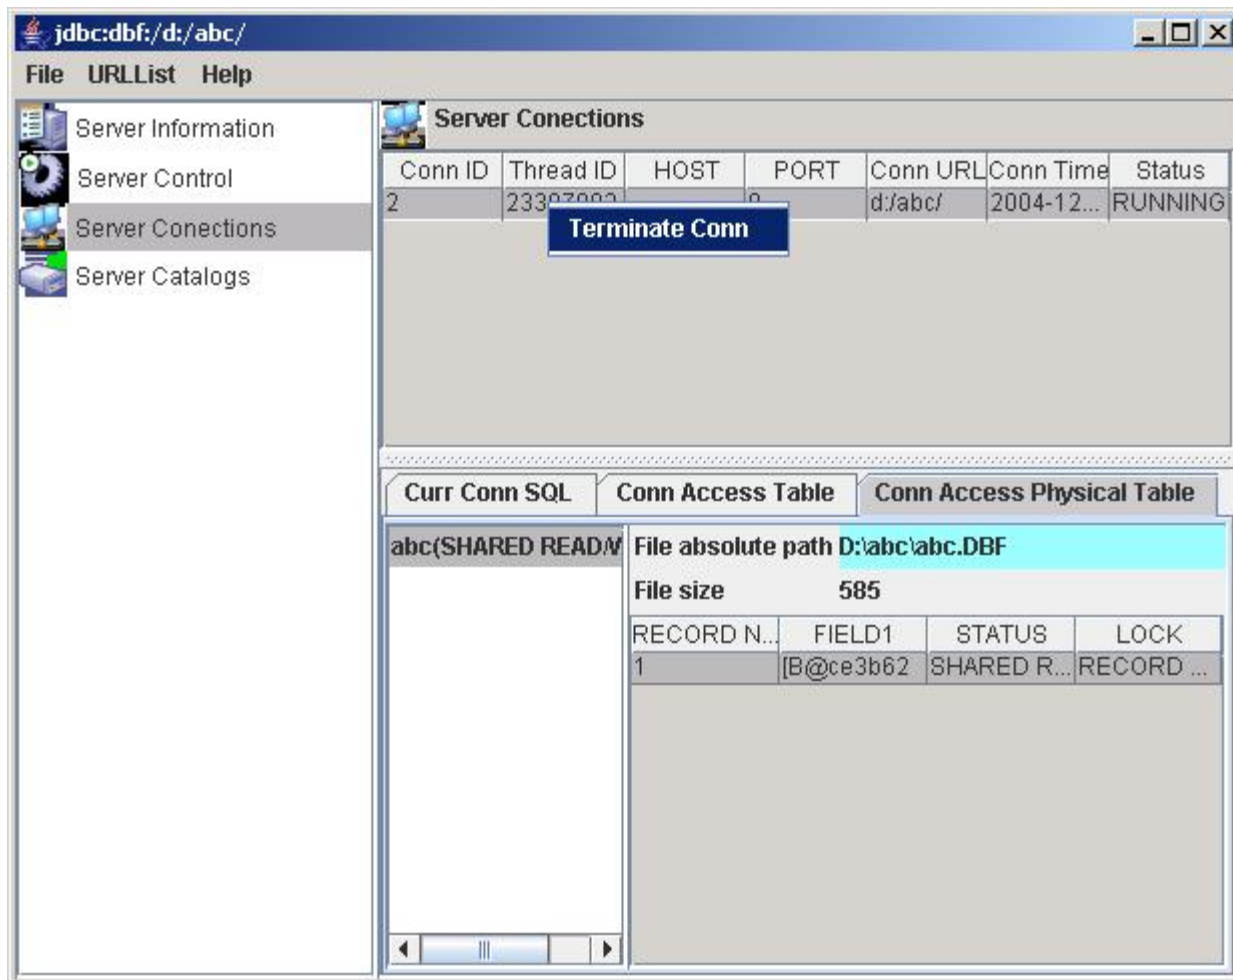 jdbc:dbf:/d:/abc/
File URLList Help
Server Information
Server Control
Server Conections
Server Catalogs
Server Conections
Conn ID Thread ID HOST PORT Conn URL Conn Time Status
2 d:/abc/ 2004-12... RUNNING
Terminate Conn
Curr Conn SQL Conn Access Table Conn Access Physical Table
abc(SHARED READ/ File absolute path D:\abc\abc.DBF
File size 585
RECORD N... FIELD1 STATUS LOCK
1 [B@ce3b62 SHARED R... RECORD ...